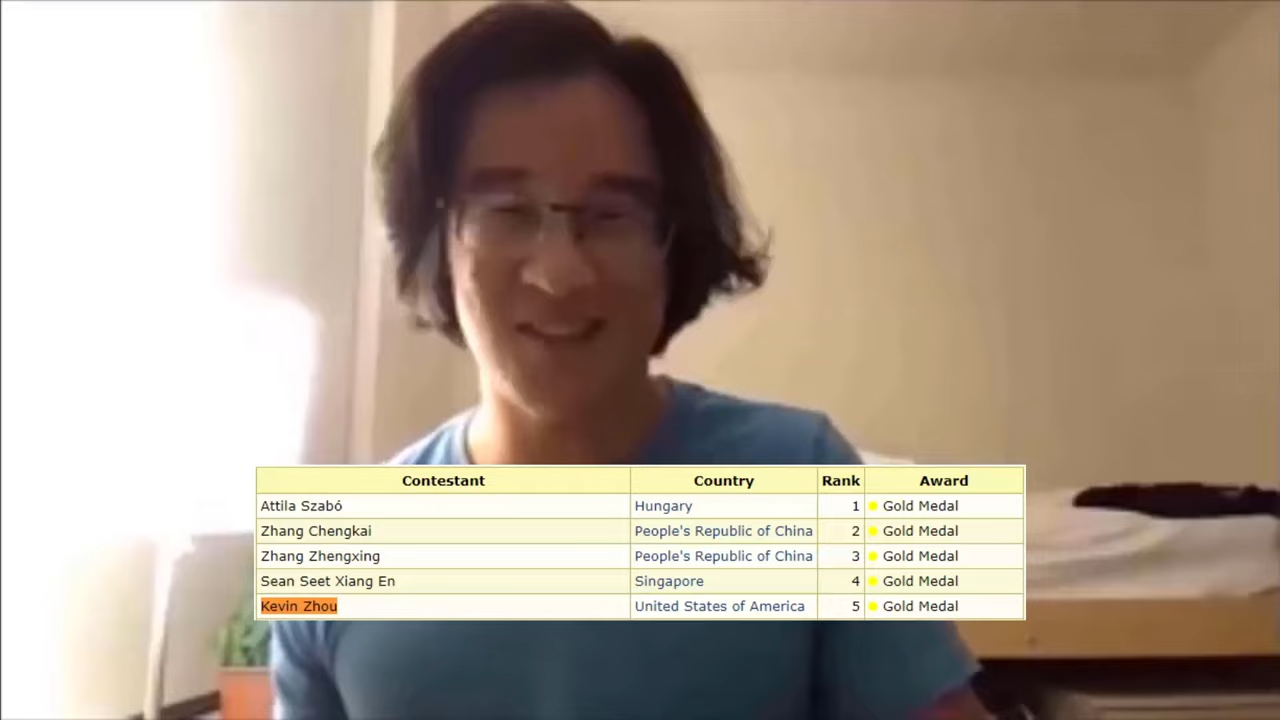 Contestant Country Rank Award
Attila Szabó Hungary 1 Gold Medal
Zhang Chengkai People's Republic of China 2 Gold Medal
Zhang Zhengxing People's Republic of China 3 Gold Medal
Sean Seet Xiang En Singapore 4 Gold Medal
Kevin Zhou United States of America 5 Gold Medal